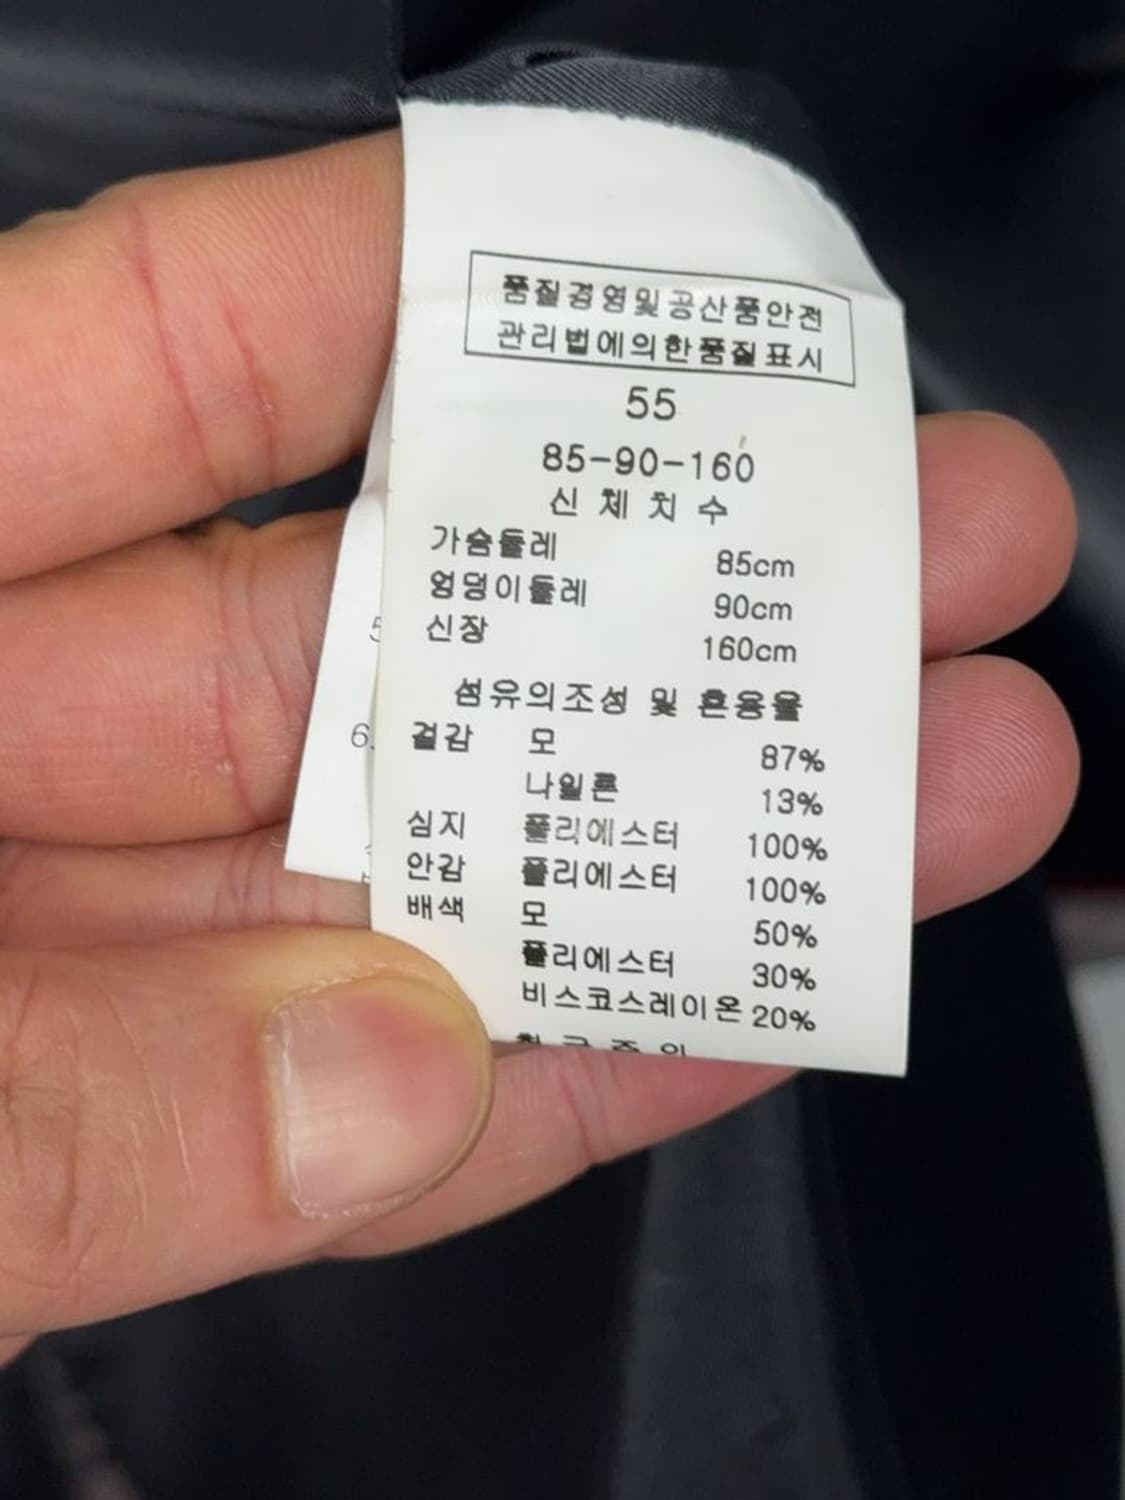 품질경영및공산품안전
관리법에의한품질표시
55
85-90-160
신 체 치 수
가슴둘레 85cm
엉덩이둘레 90cm
신장 160cm
섬유의조성 및 혼용율
겉감 모 87%
나일론 13%
심지 폴리에스터 100%
안감 폴리에스터 100%
배색 모 50%
폴리에스터 30%
비스코스레이온 20%